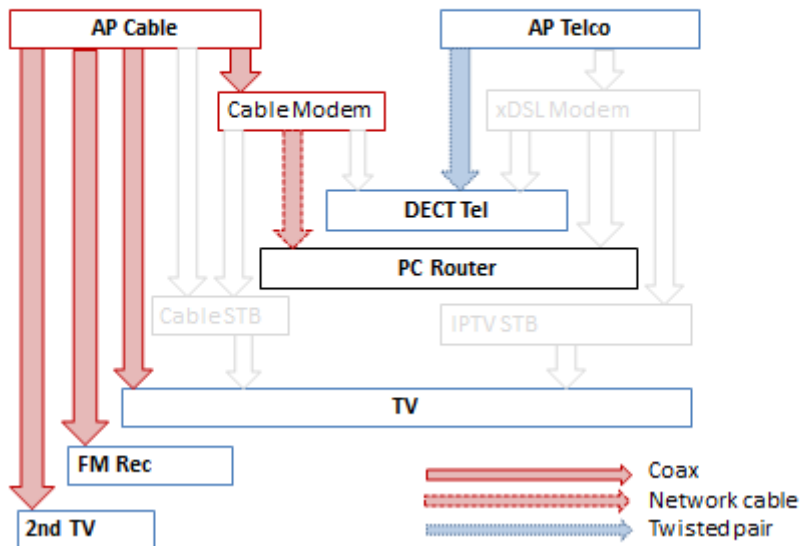 AP Cable
AP Telco
Cable Modem
xDSL Modem
DECT Tel
PC Router
Cable STB
IPTV STB
TV
FM Rec
Coax
Network cable
2nd TV
Twisted pair